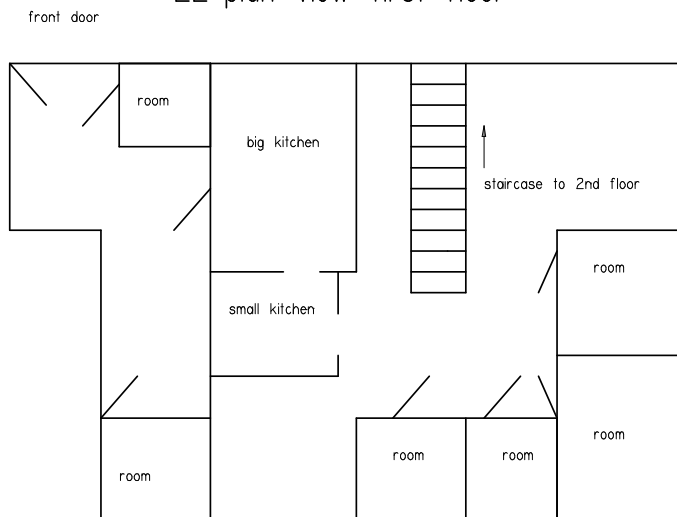 front door
room
big kitchen
staircase to 2nd floor
room
small kitchen
room
room
room
room